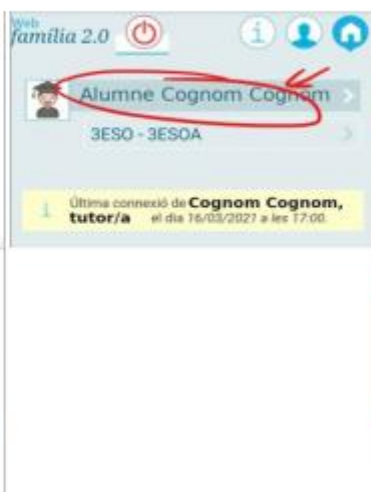 Web
família 2.0
i
Alumne Cognom Cognom
3ESO - 3ESOA
i Última connexió de Cognom Cognom,
tutor/a el dia 16/03/2021 a les 17:00.